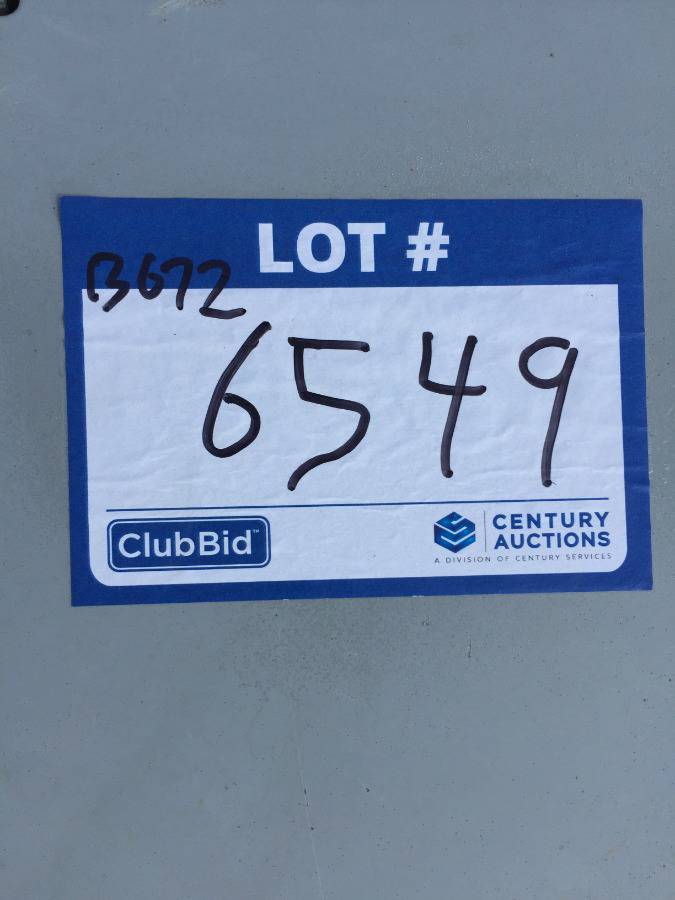 LOT #
B672
6549
ClubBid™
CENTURY
AUCTIONS
A DIVISION OF CENTURY SERVICES